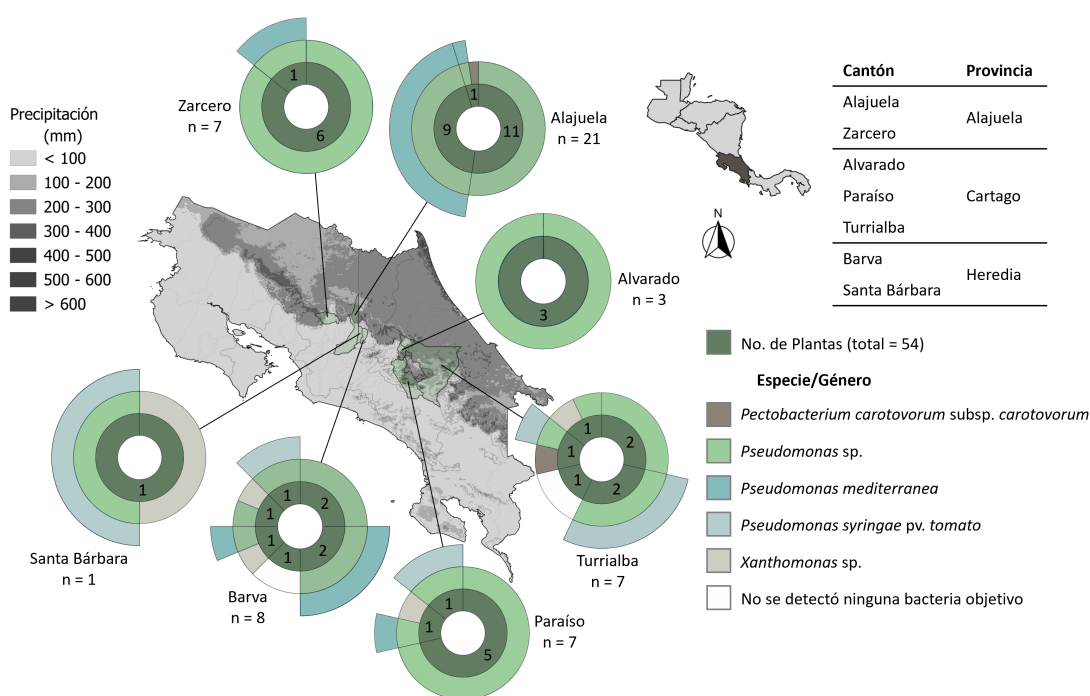 Precipitación
(mm)
< 100
100 - 200
200 - 300
300 - 400
400 - 500
500 - 600
> 600
Zarcero
n = 7
1
6
Alajuela
n = 21
1
9
11
Alvarado
n = 3
3
Santa Bárbara
n = 1
1
Barva
n = 8
1
2
1
1
2
1
Paraíso
n = 7
1
1
5
Turrialba
n = 7
1
2
1
1
2
N
Cantón Provincia
Alajuela
Alajuela
Zarcero
Alvarado
Paraíso Cartago
Turrialba
Barva
Heredia
Santa Bárbara
No. de Plantas (total = 54)
Especie/Género
Pectobacterium carotovorum subsp. carotovorum
Pseudomonas sp.
Pseudomonas mediterranea
Pseudomonas syringae pv. tomato
Xanthomonas sp.
No se detectó ninguna bacteria objetivo